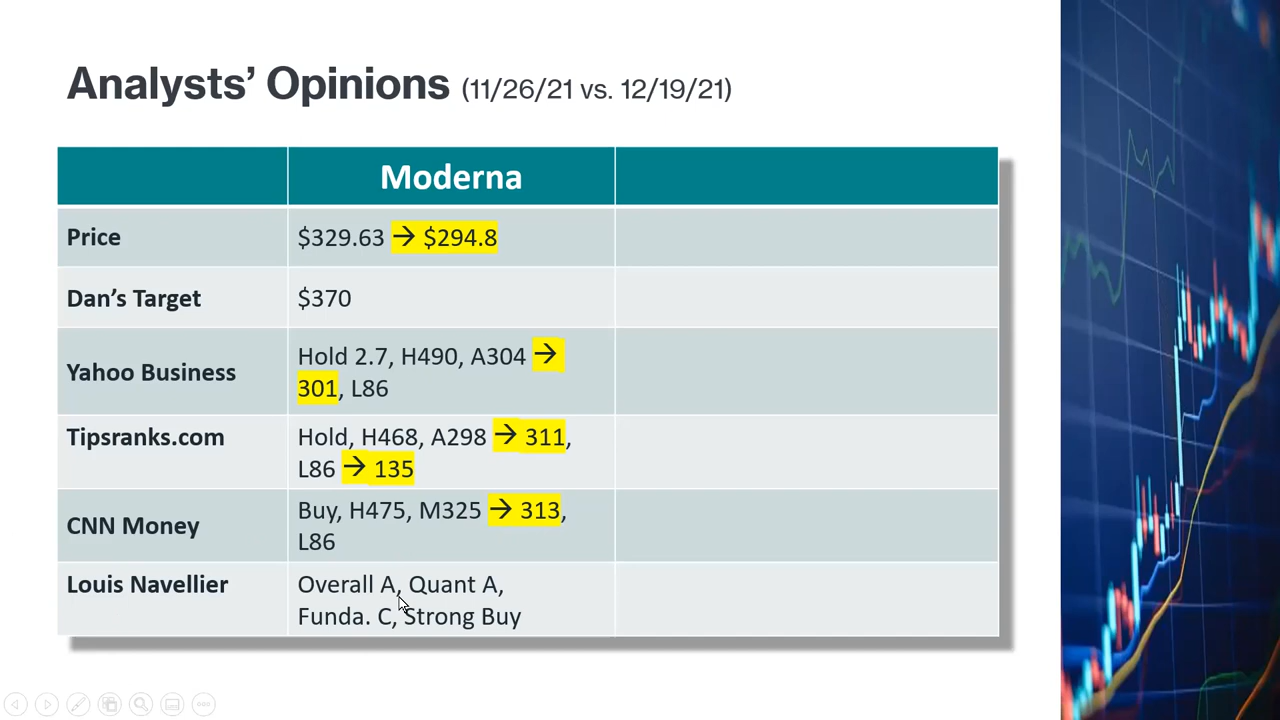 Analysts’ Opinions (11/26/21 vs. 12/19/21)
Moderna
Price
$329.63 → $294.8
Dan’s Target
$370
Yahoo Business
Hold 2.7, H490, A304 →
301, L86
Tipsranks.com
Hold, H468, A298 → 311,
L86 → 135
CNN Money
Buy, H475, M325 → 313,
L86
Louis Navellier
Overall A, Quant A,
Funda. C, Strong Buy